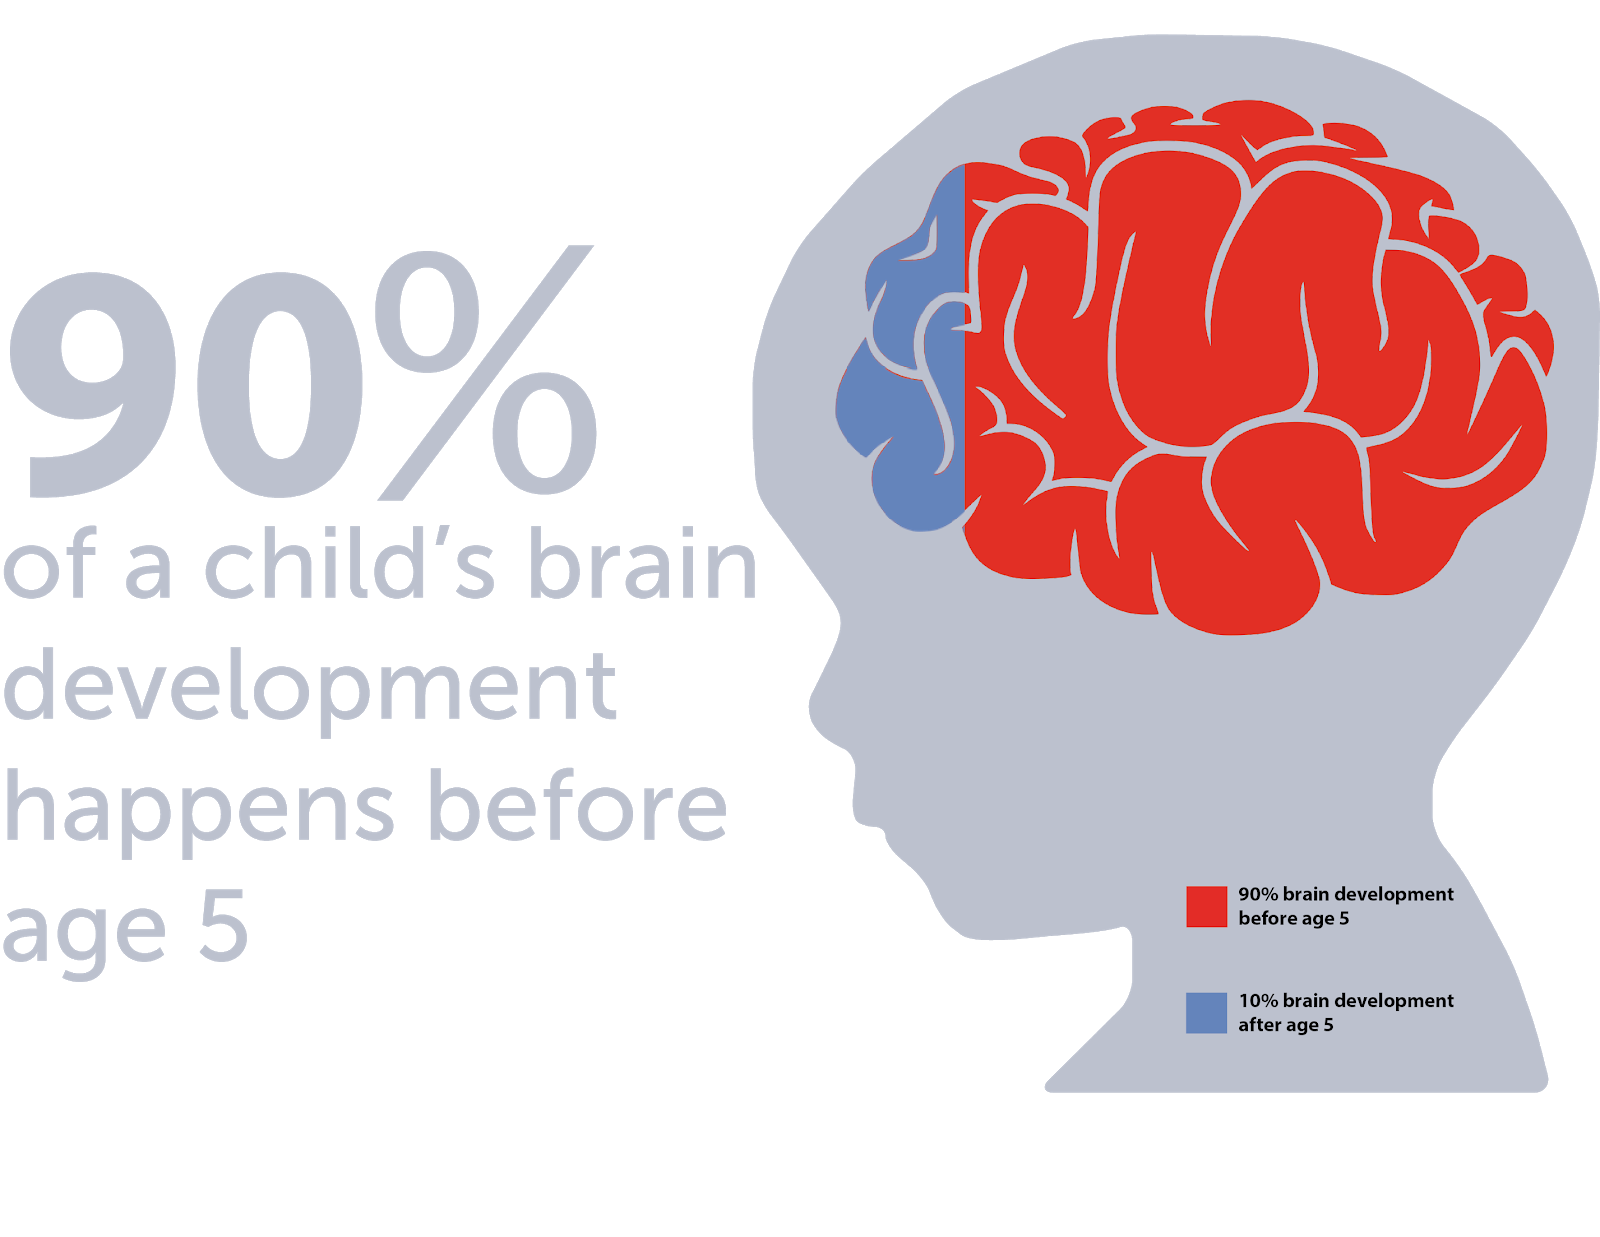 90%
of a child’s brain
development
happens before
age 5
90% brain development
before age 5
10% brain development
after age 5